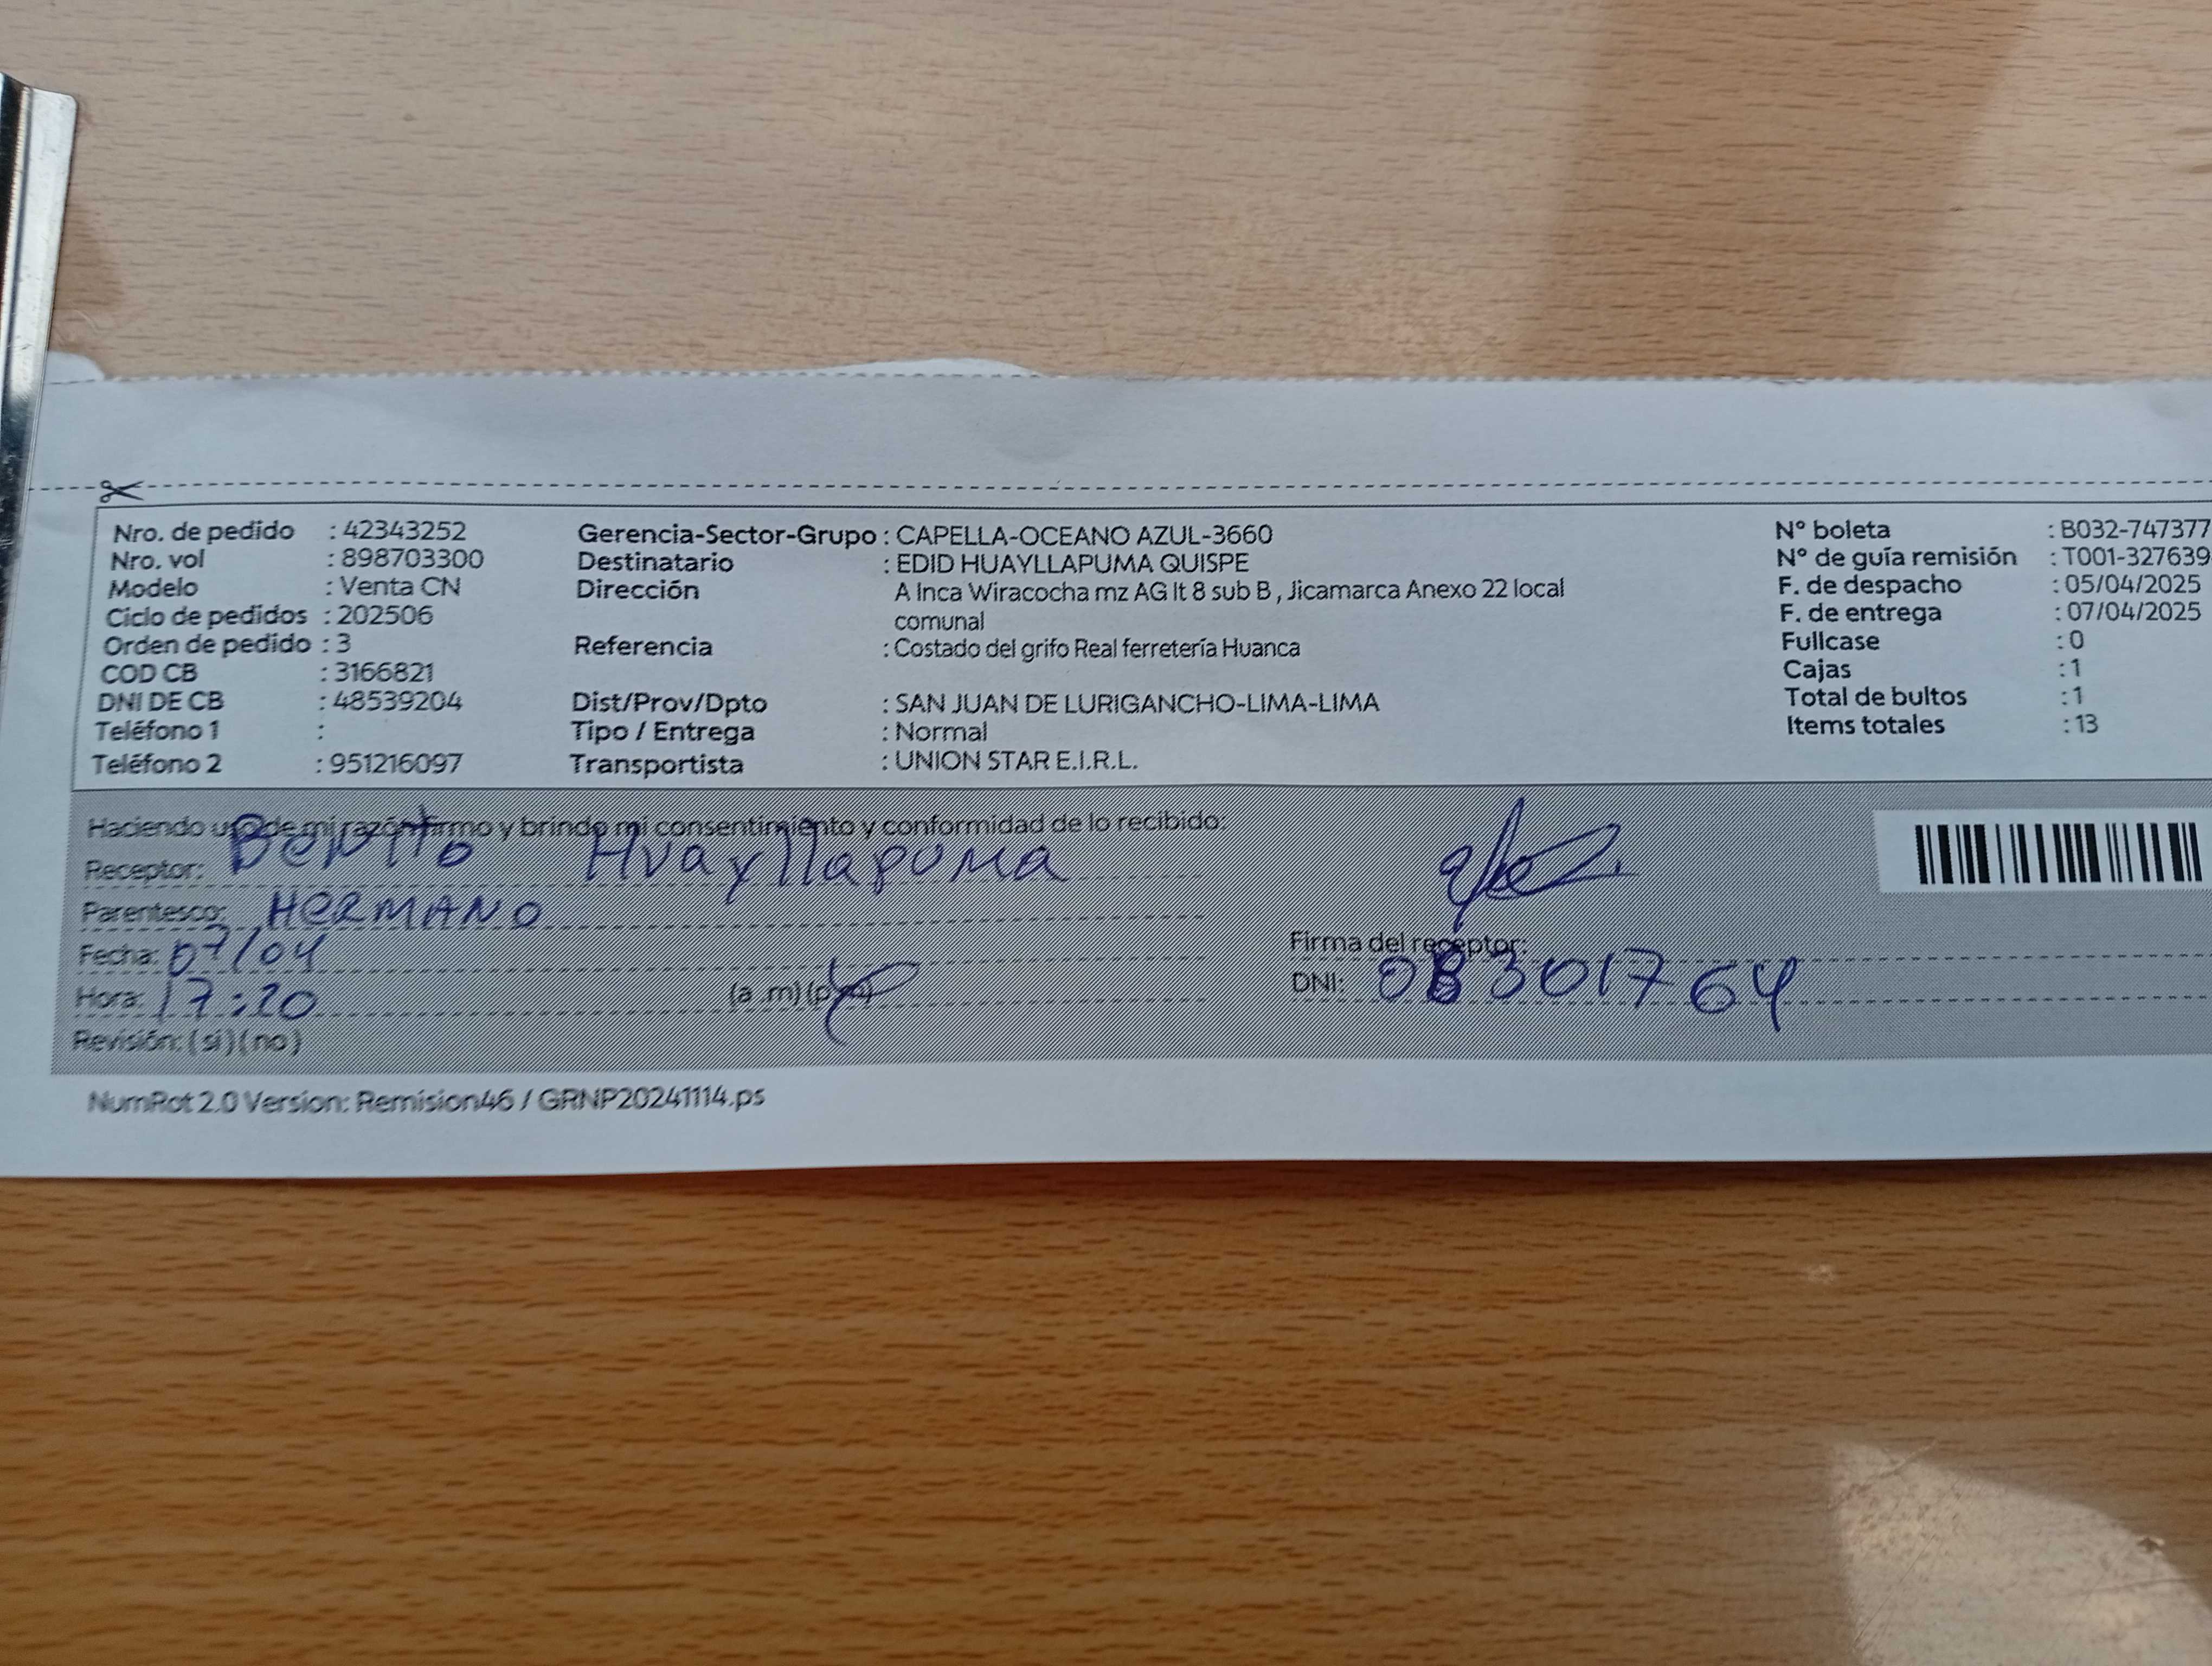 Nro. de pedido : 42343252
Nro. vol : 898703300
Modelo : Venta CN
Ciclo de pedidos : 202506
Orden de pedido : 3
COD CB : 3166821
DNI DE CB : 48539204
Teléfono 1 :
Teléfono 2 : 951216097
Gerencia-Sector-Grupo : CAPELLA-OCEANO AZUL-3660
Destinatario : EDID HUAYLLAPUMA QUISPE
Dirección A Inca Wiracocha mz AG lt 8 sub B , Jicamarca Anexo 22 local
comunal
Referencia : Costado del grifo Real ferretería Huanca
Dist/Prov/Dpto : SAN JUAN DE LURIGANCHO-LIMA-LIMA
Tipo / Entrega : Normal
Transportista : UNION STAR E.I.R.L.
N° boleta : B032-747377
N° de guía remisión : T001-327639
F. de despacho : 05/04/2025
F. de entrega : 07/04/2025
Fullcase : 0
Cajas : 1
Total de bultos : 1
Items totales : 13
Haciendo uso de mi razón firmo y brindo mi consentimiento y conformidad de lo recibido:
Receptor: Benito Huayllapuma
Parentesco: HERMANO
Fecha: 07/04
Hora: 17:20 (a .m) (p.m)
Revisión: (si) (no)
Firma del receptor:
DNI: 08301764
NumRot 2.0 Version: Remision46 / GRNP20241114.ps